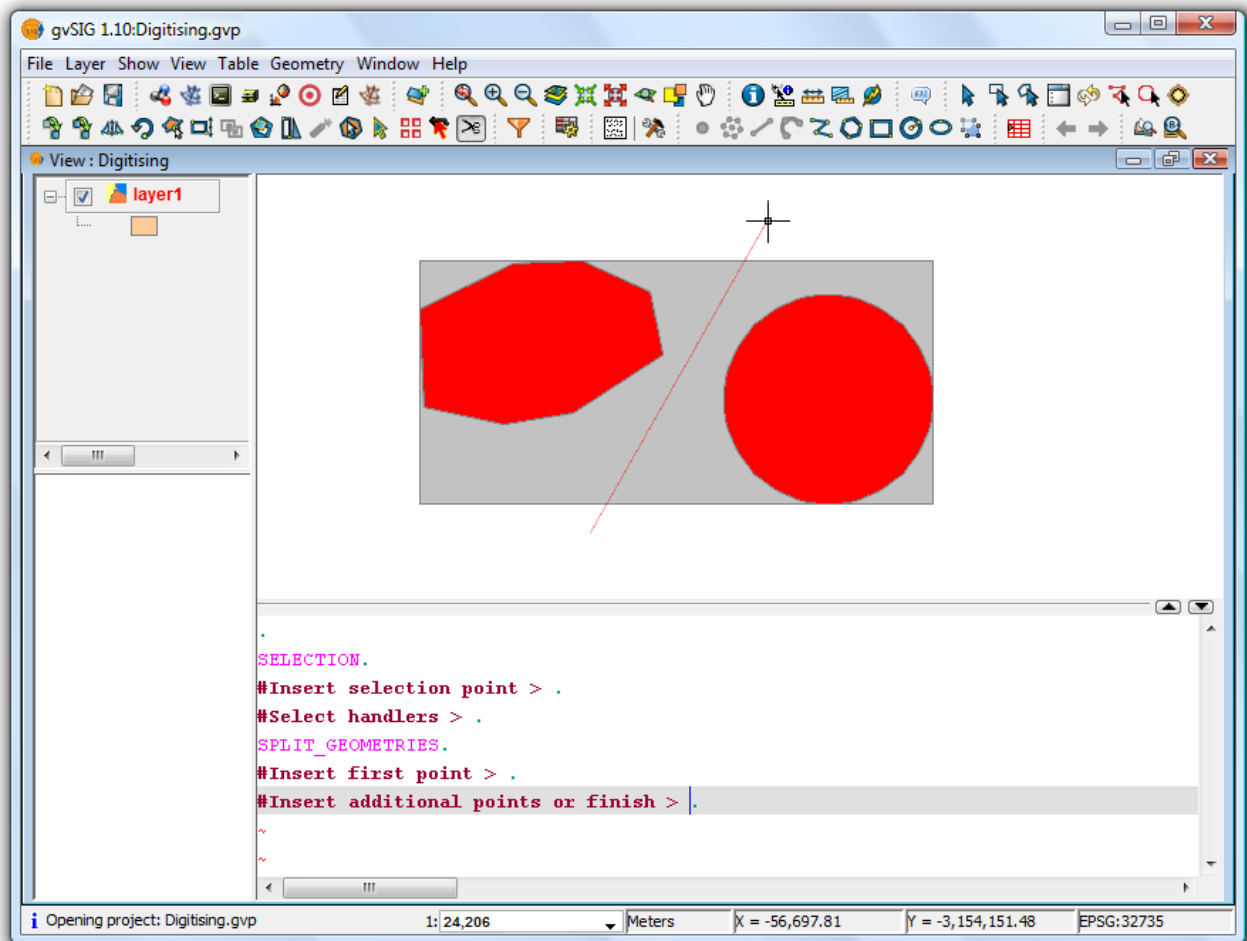 gvSIG 1.10:Digitising.gvp
File Layer Show View Table Geometry Window Help
View : Digitising
layer1
.
SELECTION.
#Insert selection point > .
#Select handlers > .
SPLIT_GEOMETRIES.
#Insert first point > .
#Insert additional points or finish > .
~
~
Opening project: Digitising.gvp 1: 24,206 Meters X = -56,697.81 Y = -3,154,151.48 EPSG:32735